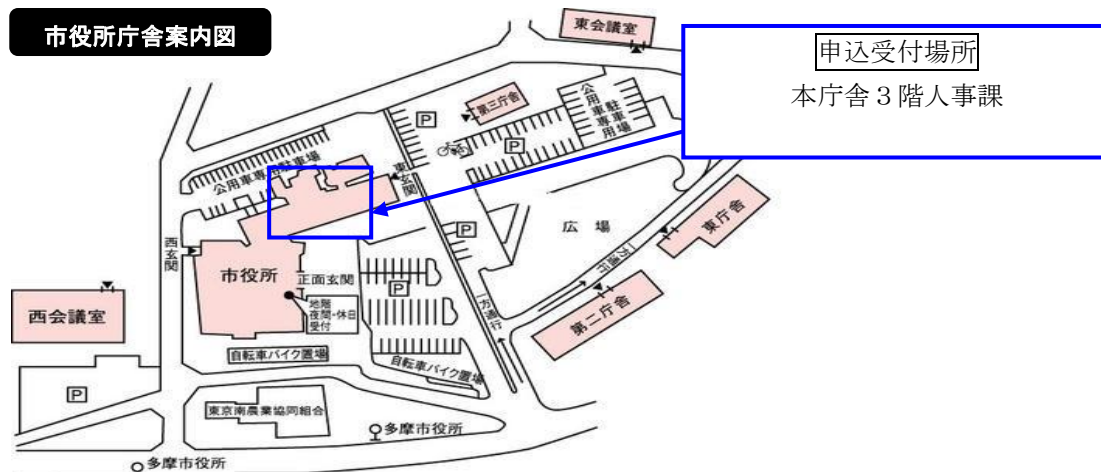 市役所庁舎案内図
東会議室
申込受付場所
本庁舎３階人事課
第三庁舎
公用車専用
駐車場
P
P
公用車専用駐車場
東玄関
東庁舎
広場
P
一方通行
西玄関
市役所
正面玄関
P
地階
夜間・休日
受付
西会議室
第二庁舎
一方通行
自転車バイク置場
自転車バイク置場
P
東京南農業協同組合
多摩市役所
多摩市役所